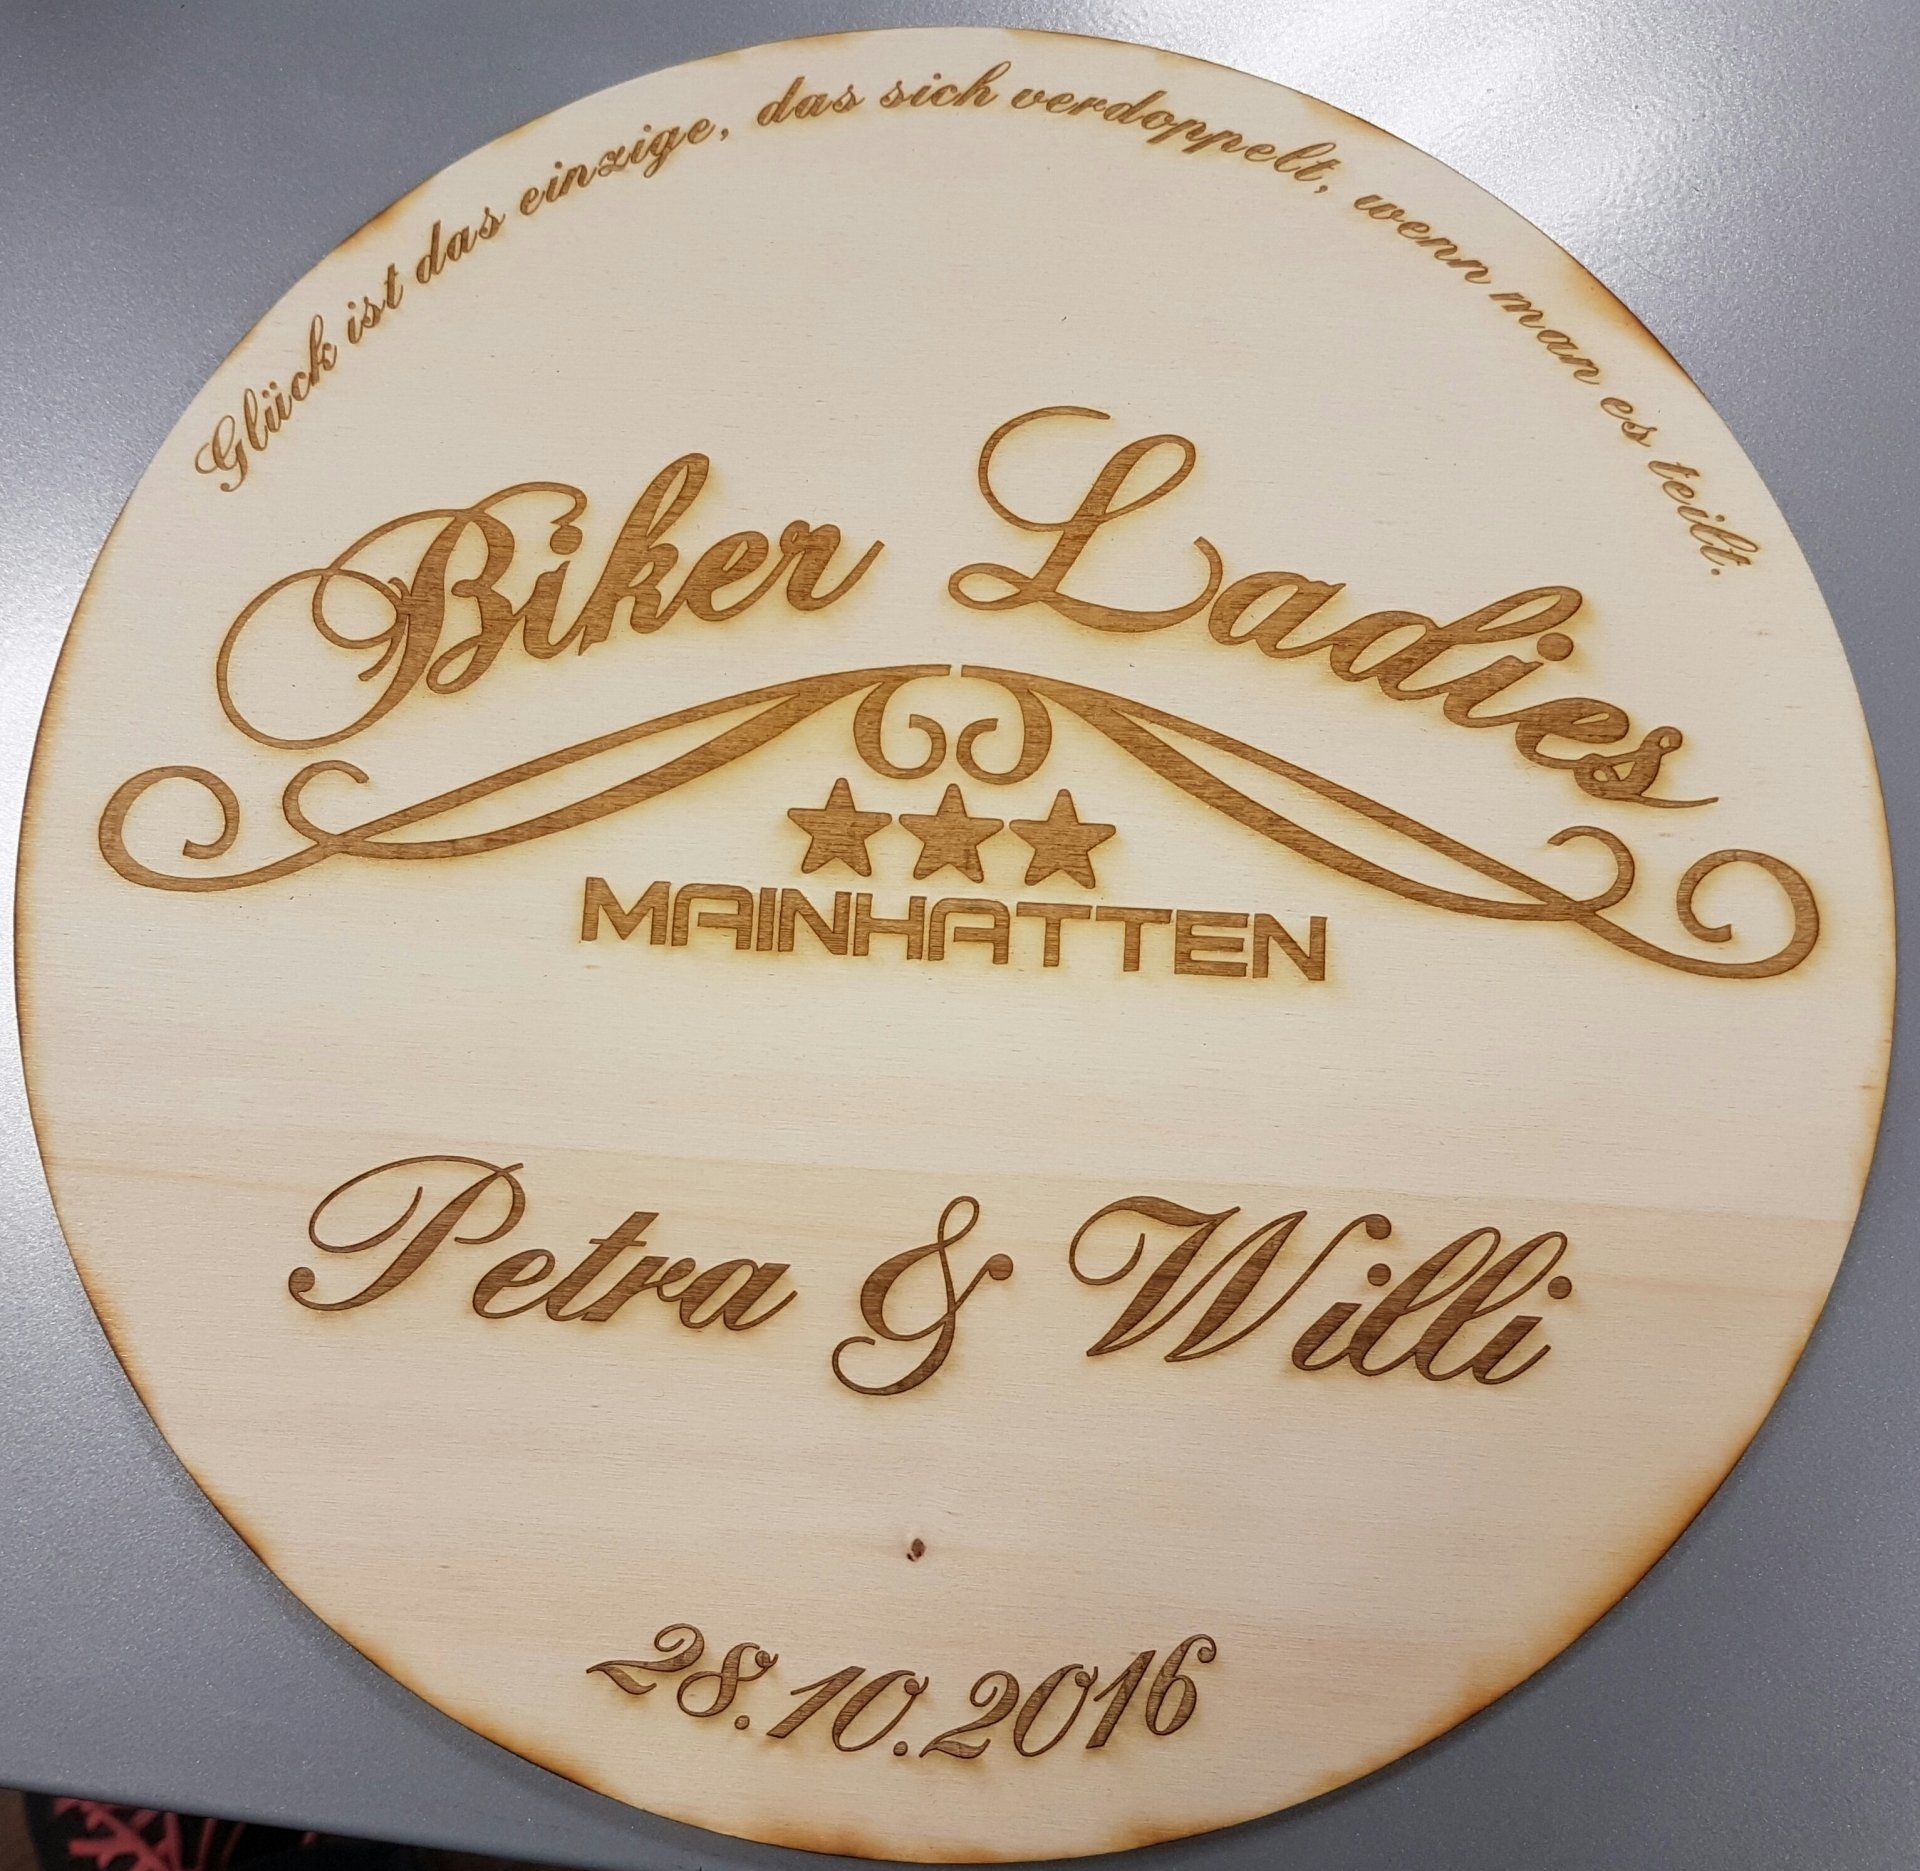 Glück ist das einzige, das sich verdoppelt, wenn man es teilt.
Biker Ladies
MAINHATTEN
Petra & Willi
28.10.2016